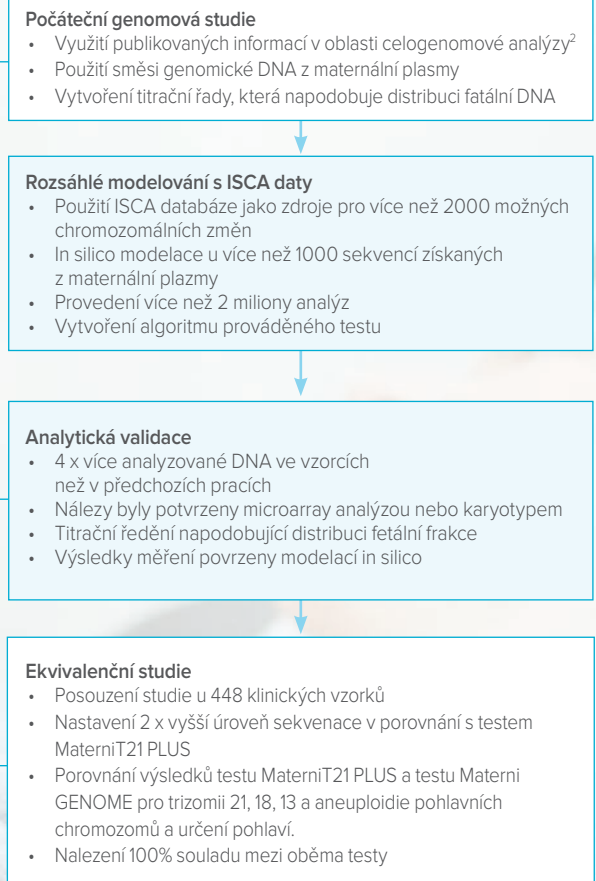 Počáteční genomová studie
• Využití publikovaných informací v oblasti celogenomové analýzy²
• Použití směsi genomické DNA z maternální plasmy
• Vytvoření titrační řady, která napodobuje distribuci fatální DNA
Rozsáhlé modelování s ISCA daty
• Použití ISCA databáze jako zdroje pro více než 2000 možných
chromozomálních změn
• In silico modelace u více než 1000 sekvencí získaných
z maternální plazmy
• Provedení více než 2 miliony analýz
• Vytvoření algoritmu prováděného testu
Analytická validace
• 4 x více analyzované DNA ve vzorcích
než v předchozích pracích
• Nálezy byly potvrzeny microarray analýzou nebo karyotypem
• Titrační ředění napodobující distribuci fetální frakce
• Výsledky měření povrzeny modelací in silico
Ekvivalenční studie
• Posouzení studie u 448 klinických vzorků
• Nastavení 2 x vyšší úroveň sekvenace v porovnání s testem
MaterniT21 PLUS
• Porovnání výsledků testu MaterniT21 PLUS a testu Materni
GENOME pro trizomii 21, 18, 13 a aneuploidie pohlavních
chromozomů a určení pohlaví.
• Nalezení 100% souladu mezi oběma testy